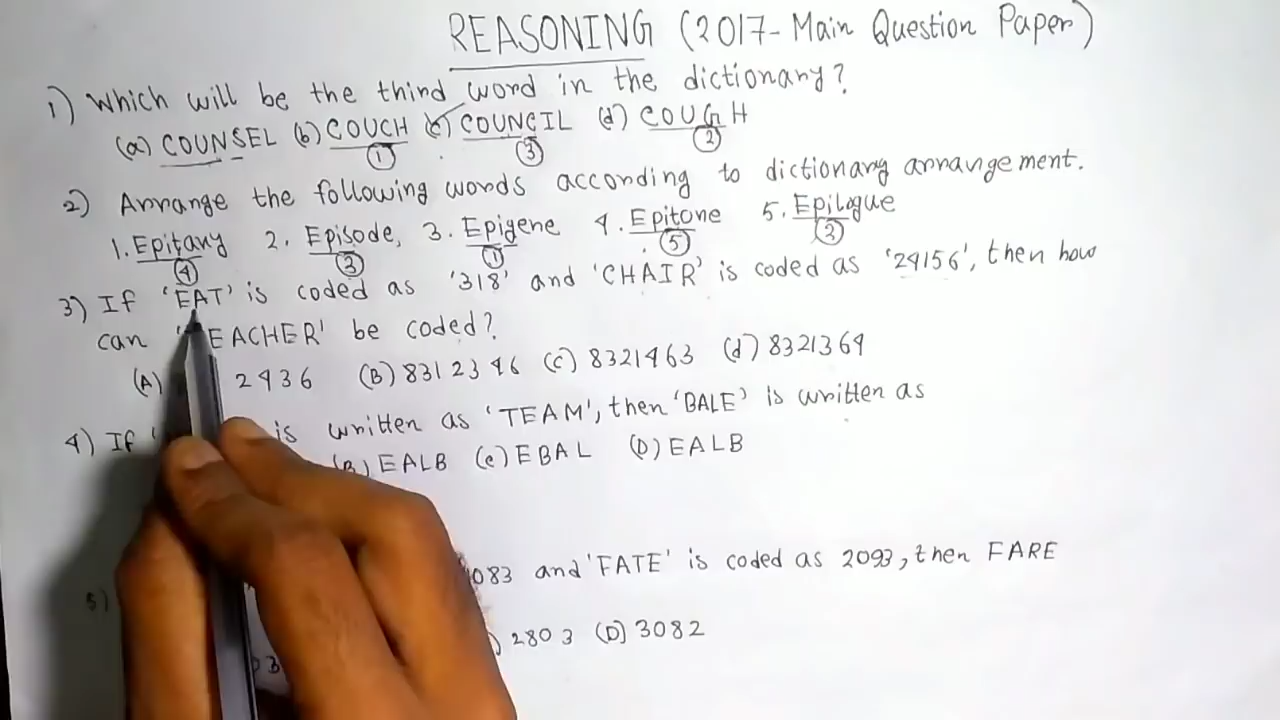 REASONING (2017- Main Question Paper)
1) Which will be the third word in the dictionary?
(a) COUNSEL (b) COUCH (c) COUNCIL (d) COUGH
1 3 2
2) Arrange the following words according to dictionary arrangement.
1. Epitany 2. Episode, 3. Epigene 4. Epitone 5. Epilogue
4 3 1 5 2
3) If 'EAT' is coded as '318' and 'CHAIR' is coded as '24156', then how
can EACHER' be coded?
(A) 2436 (B) 8312346 (C) 8321463 (d) 8321364
4) If is written as 'TEAM', then 'BALE' is written as
(B) EALB (c) EBAL (D) EALB
5) 083 and 'FATE' is coded as 2093, then FARE
2803 (D) 3082